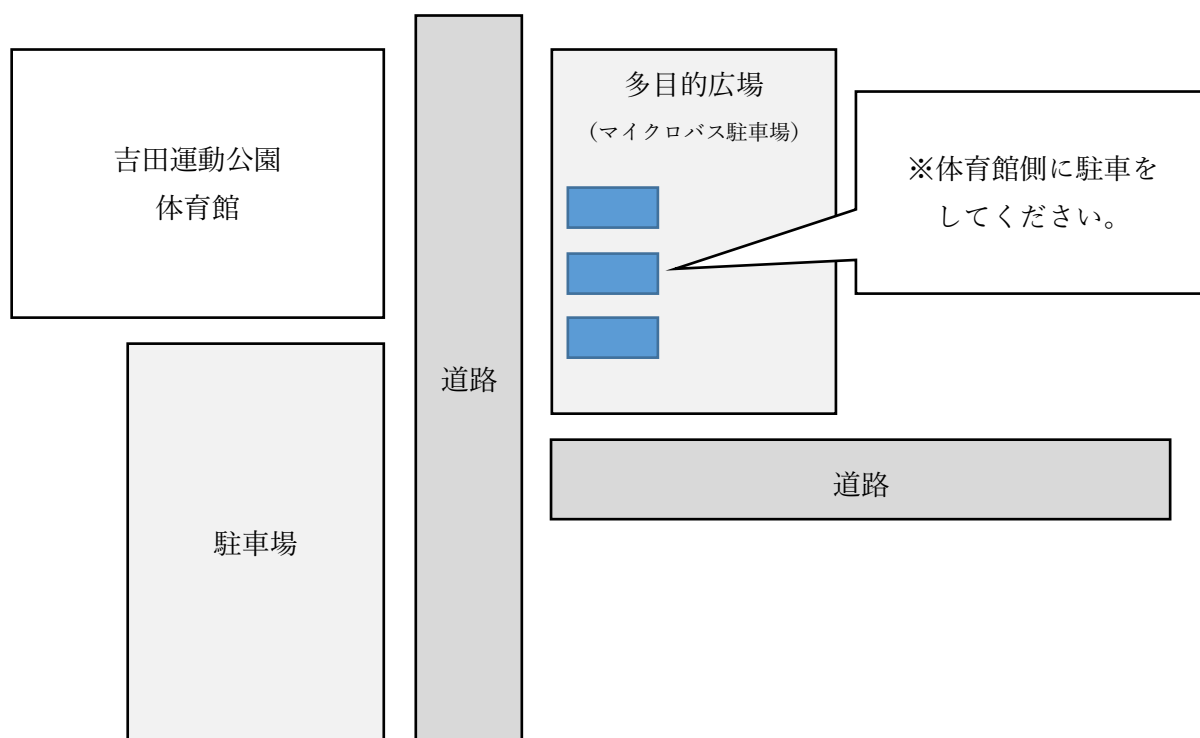 吉田運動公園
体育館
多目的広場
（マイクロバス駐車場）
※体育館側に駐車を
してください。
道路
道路
駐車場